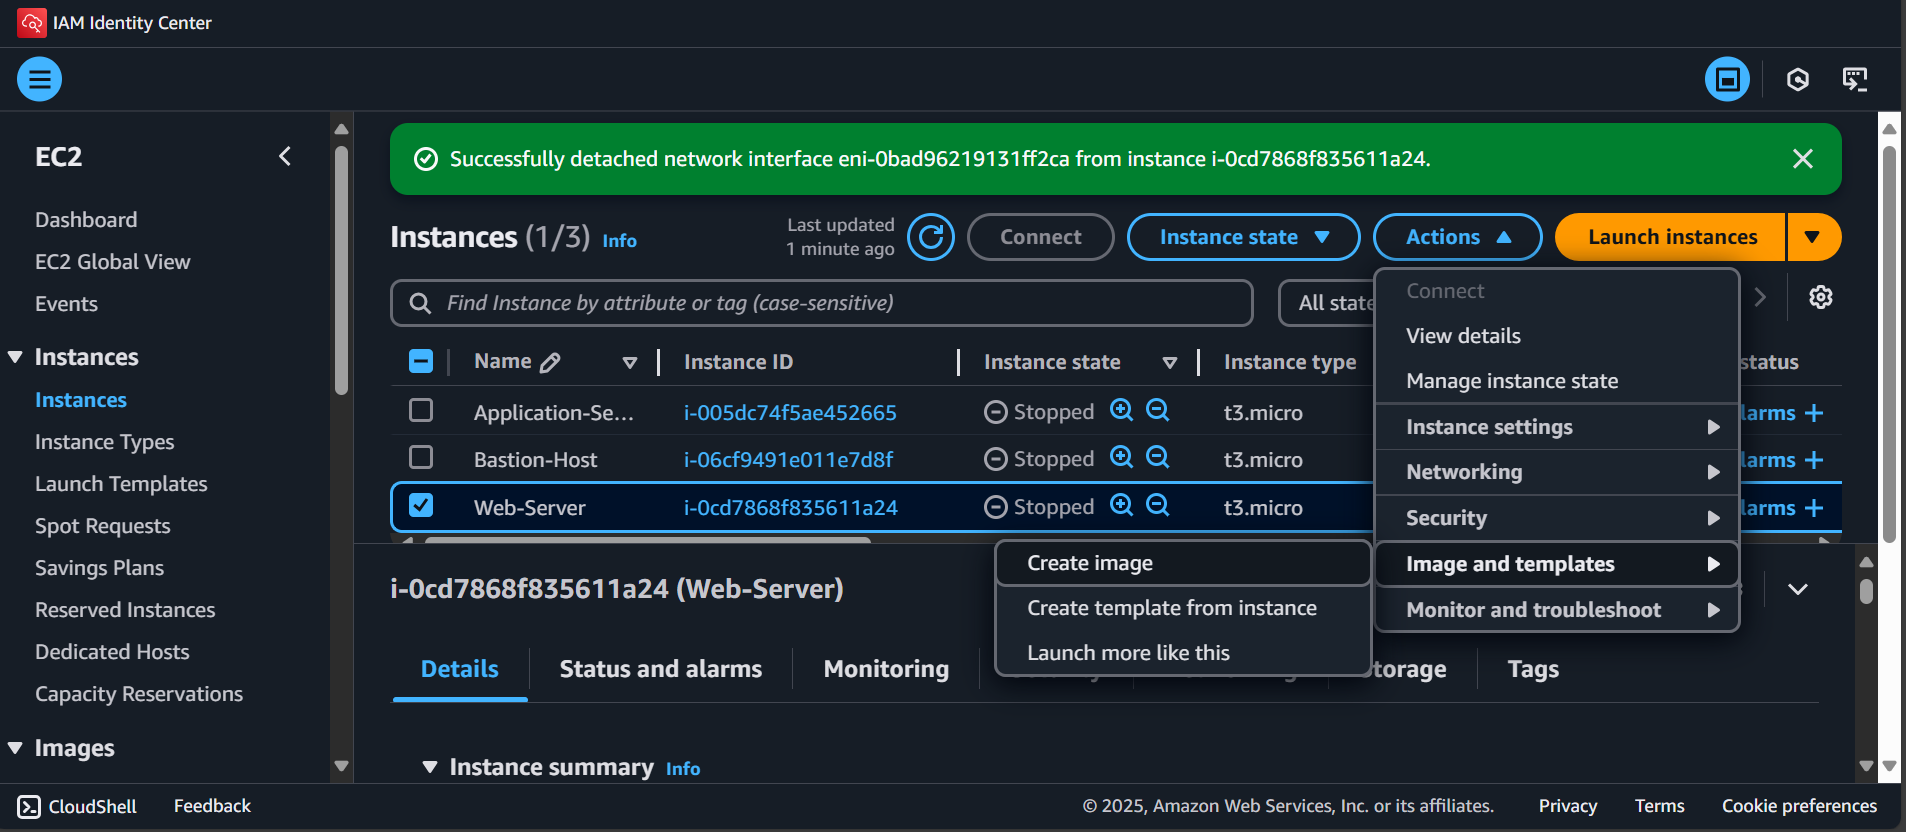 IAM Identity Center
EC2
Dashboard
EC2 Global View
Events
Instances
Instances
Instance Types
Launch Templates
Spot Requests
Savings Plans
Reserved Instances
Dedicated Hosts
Capacity Reservations
Images
Successfully detached network interface eni-0bad96219131ff2ca from instance i-0cd7868f835611a24.
Instances (1/3) Info
Last updated
1 minute ago
Connect
Instance state
Actions
Launch instances
Find Instance by attribute or tag (case-sensitive)
All state
Name Instance ID Instance state Instance type status
Application-Se... i-005dc74f5ae452665 Stopped t3.micro larms +
Bastion-Host i-06cf9491e011e7d8f Stopped t3.micro larms +
Web-Server i-0cd7868f835611a24 Stopped t3.micro larms +
Connect
View details
Manage instance state
Instance settings
Networking
Security
Image and templates
Monitor and troubleshoot
Create image
Create template from instance
Launch more like this
i-0cd7868f835611a24 (Web-Server)
Details Status and alarms Monitoring torage Tags
Instance summary Info
CloudShell Feedback © 2025, Amazon Web Services, Inc. or its affiliates. Privacy Terms Cookie preferences